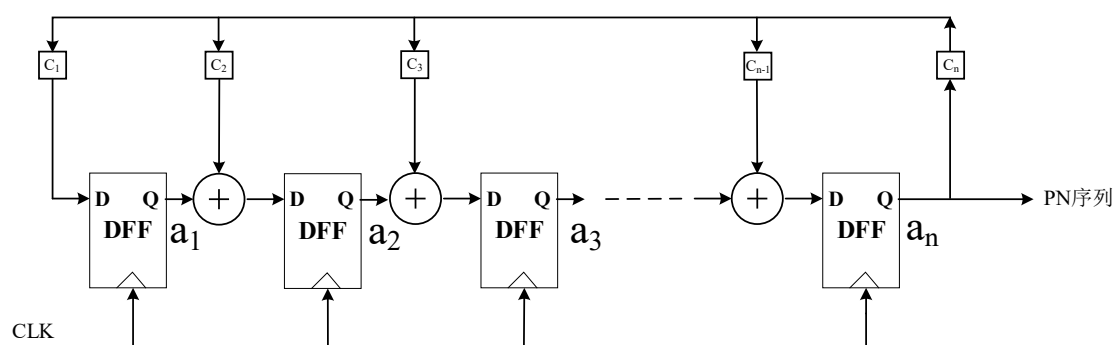 C₁ C₂ C₃ Cₙ₋₁ Cₙ
D Q D Q D Q D Q
DFF a₁ DFF a₂ DFF a₃ DFF aₙ
PN序列
CLK